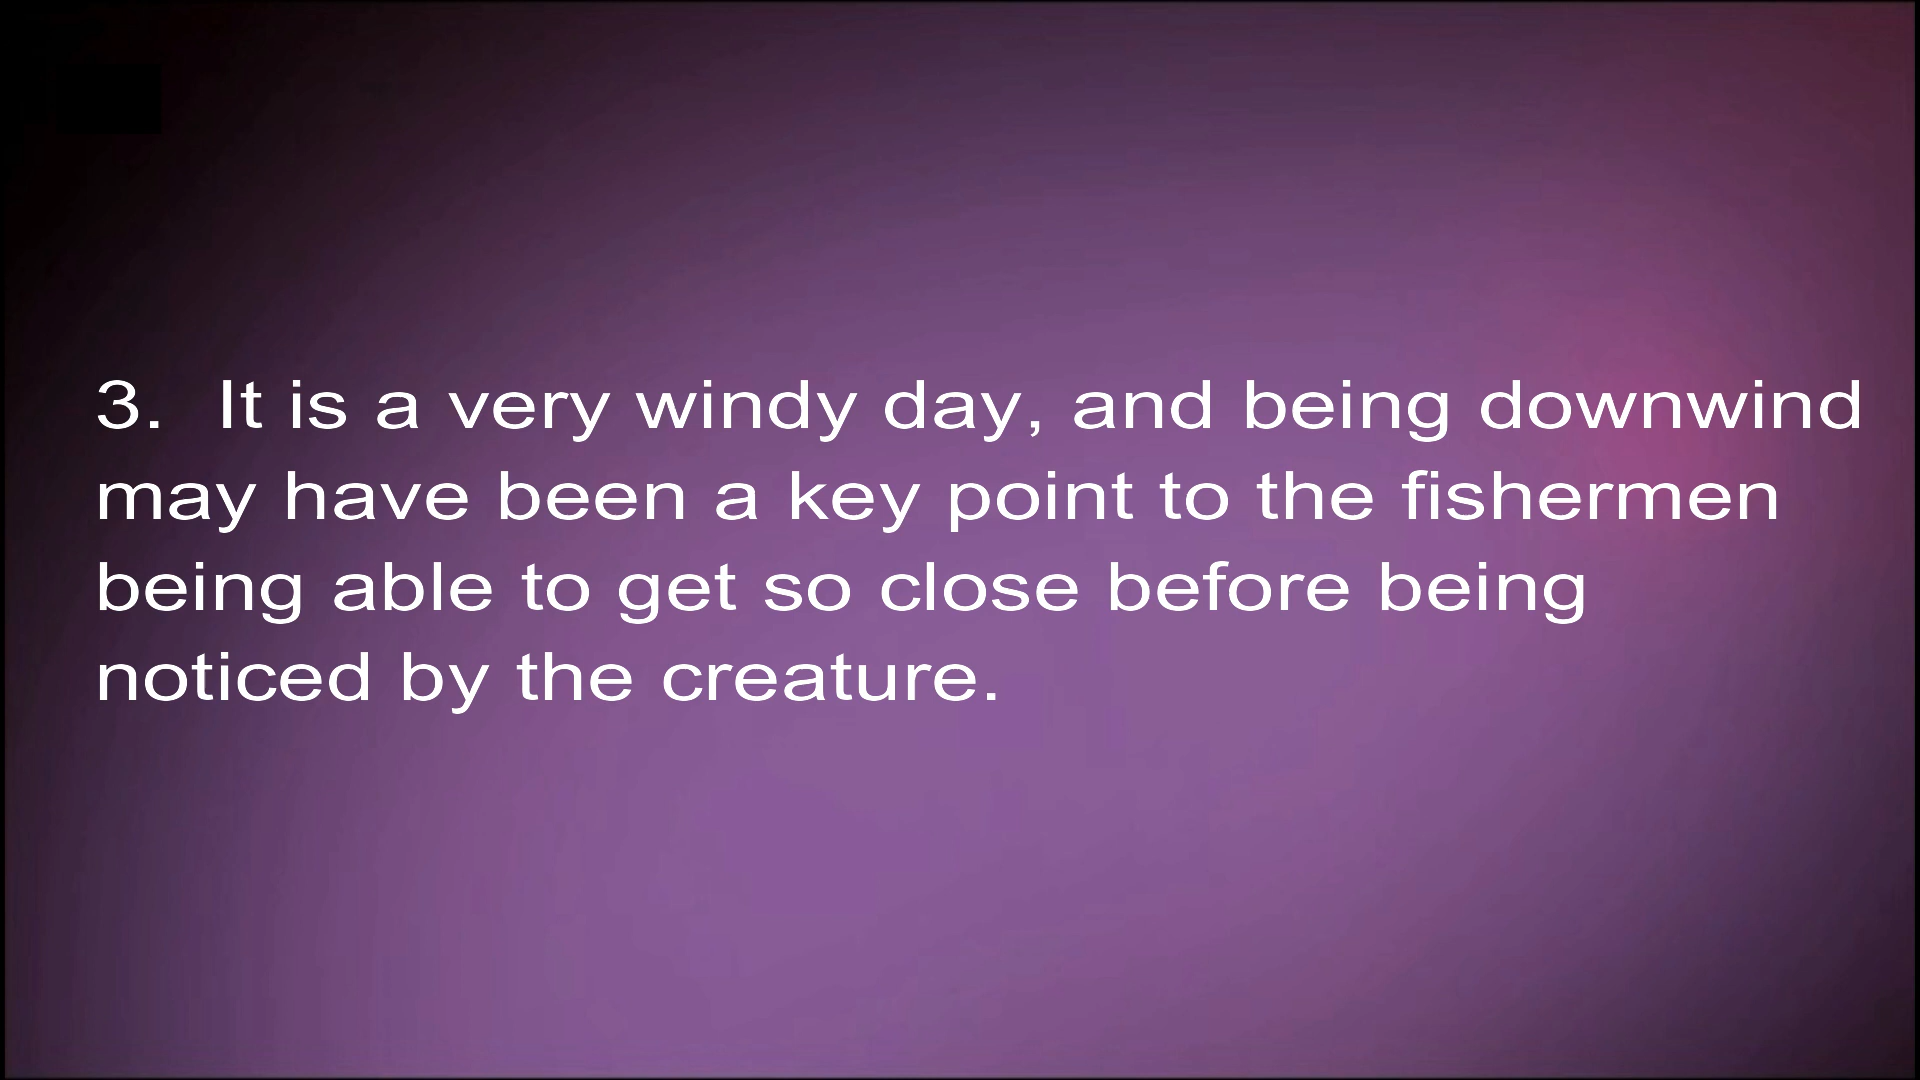 3.  It is a very windy day, and being downwind
may have been a key point to the fishermen
being able to get so close before being
noticed by the creature.